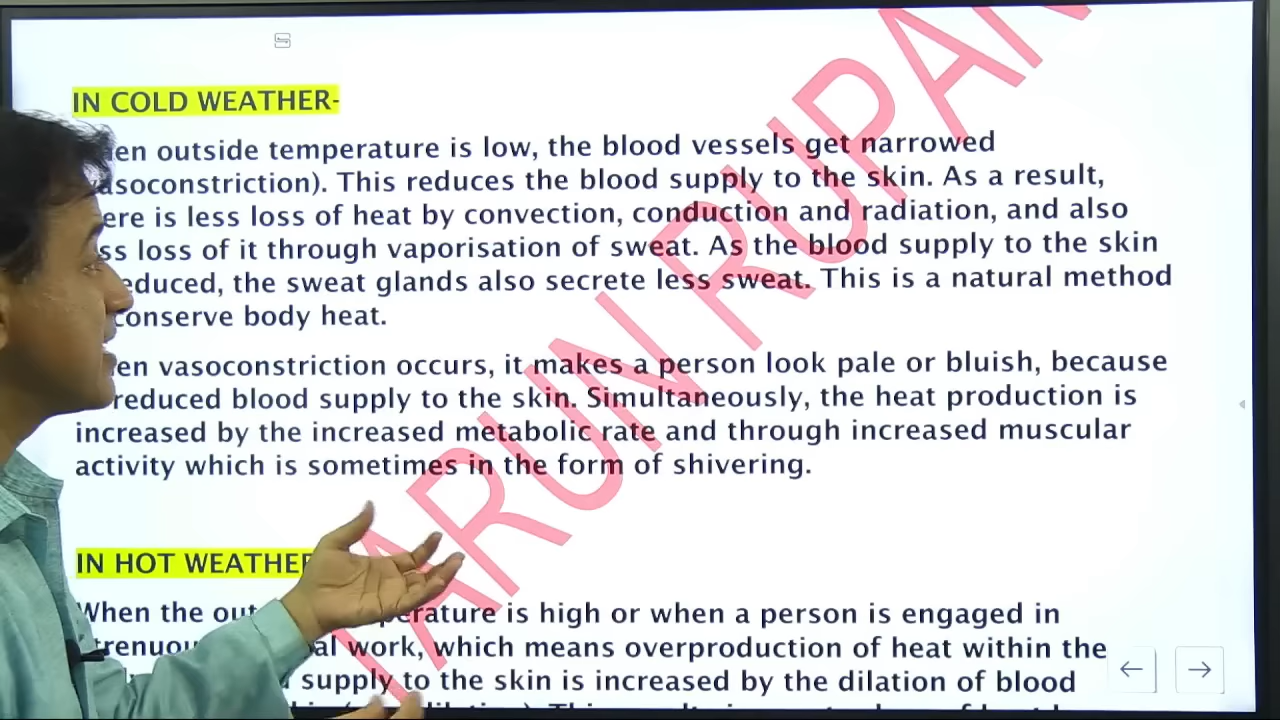 IN COLD WEATHER-
en outside temperature is low, the blood vessels get narrowed
asoconstriction). This reduces the blood supply to the skin. As a result,
ere is less loss of heat by convection, conduction and radiation, and also
ss loss of it through vaporisation of sweat. As the blood supply to the skin
educed, the sweat glands also secrete less sweat. This is a natural method
conserve body heat.
en vasoconstriction occurs, it makes a person look pale or bluish, because
reduced blood supply to the skin. Simultaneously, the heat production is
increased by the increased metabolic rate and through increased muscular
activity which is sometimes in the form of shivering.
IN HOT WEATHER
When the out perature is high or when a person is engaged in
trenuou al work, which means overproduction of heat within the
supply to the skin is increased by the dilation of blood
TARUN RUPAN